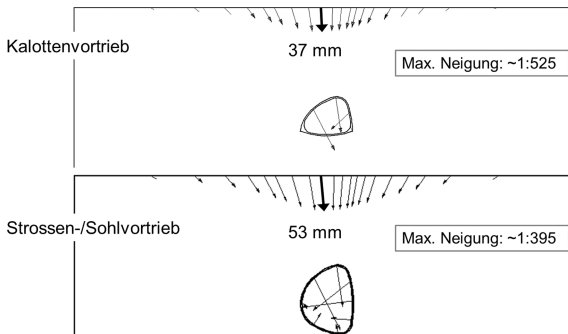 Kalottenvortrieb
37 mm
Max. Neigung: ~1:525
Strossen-/Sohlvortrieb
53 mm
Max. Neigung: ~1:395